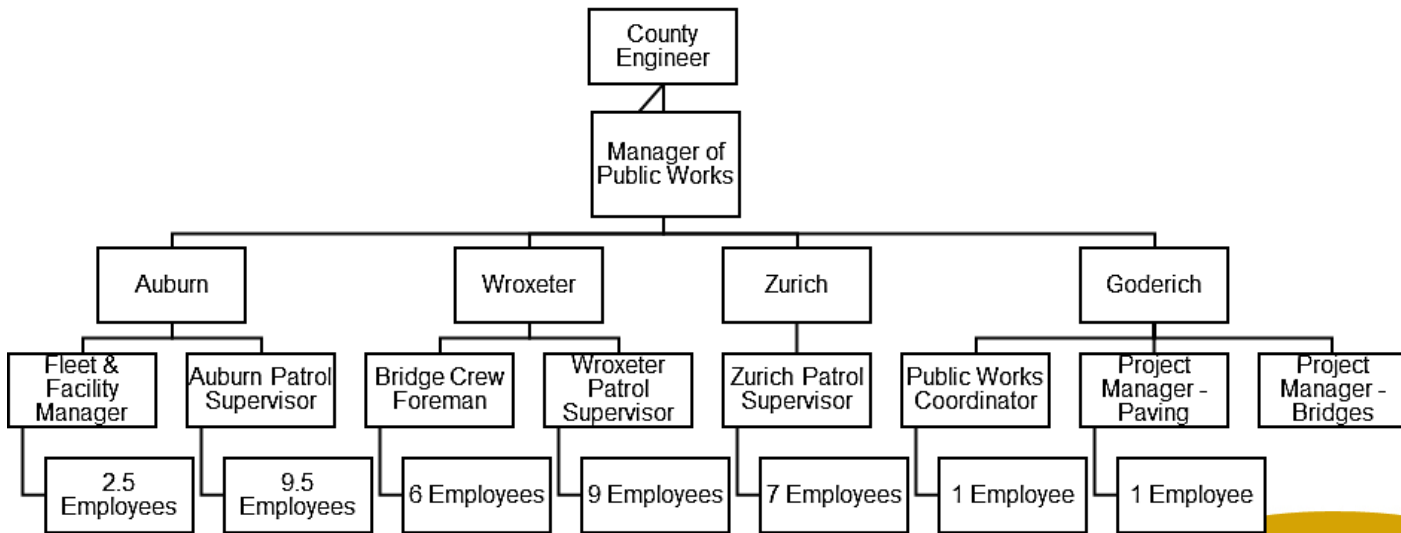 County
Engineer
Manager of
Public Works
Auburn
Wroxeter
Zurich
Goderich
Fleet &
Facility
Manager
Auburn Patrol
Supervisor
Bridge Crew
Foreman
Wroxeter
Patrol
Supervisor
Zurich Patrol
Supervisor
Public Works
Coordinator
Project
Manager -
Paving
Project
Manager -
Bridges
2.5
Employees
9.5
Employees
6 Employees
9 Employees
7 Employees
1 Employee
1 Employee